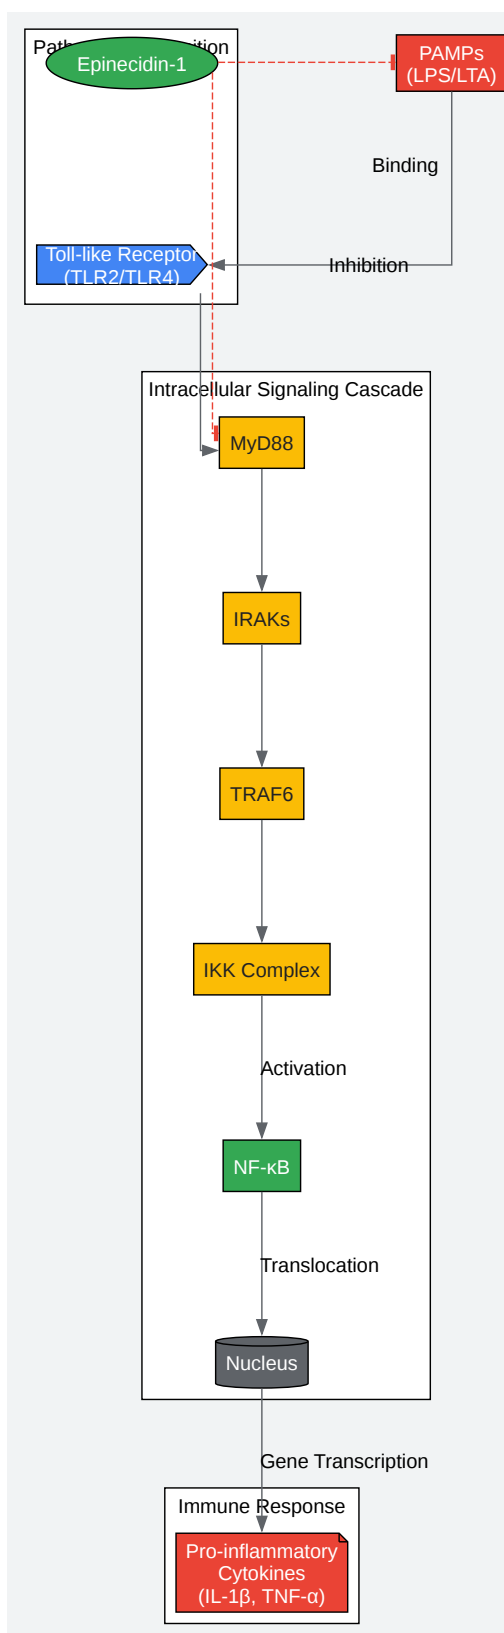 Epinecidin-1
PAMPs
(LPS/LTA)
Binding
Toll-like Receptor
(TLR2/TLR4)
Inhibition
Intracellular Signaling Cascade
MyD88
IRAKs
TRAF6
IKK Complex
Activation
NF-κB
Translocation
Nucleus
Gene Transcription
Immune Response
Pro-inflammatory
Cytokines
(IL-1β, TNF-α)